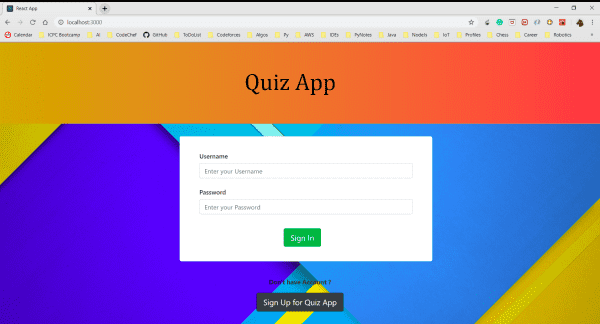 React App
localhost:3000
Calendar ICPC Bootcamp AI CodeChef GitHub ToDoList Codeforces Algos Py AWS IDEs PyNotes Java NodeJs IoT Profiles Chess Career Robotics
Quiz App
Username
Enter your Username
Password
Enter your Password
Sign In
Don't have Account ?
Sign Up for Quiz App